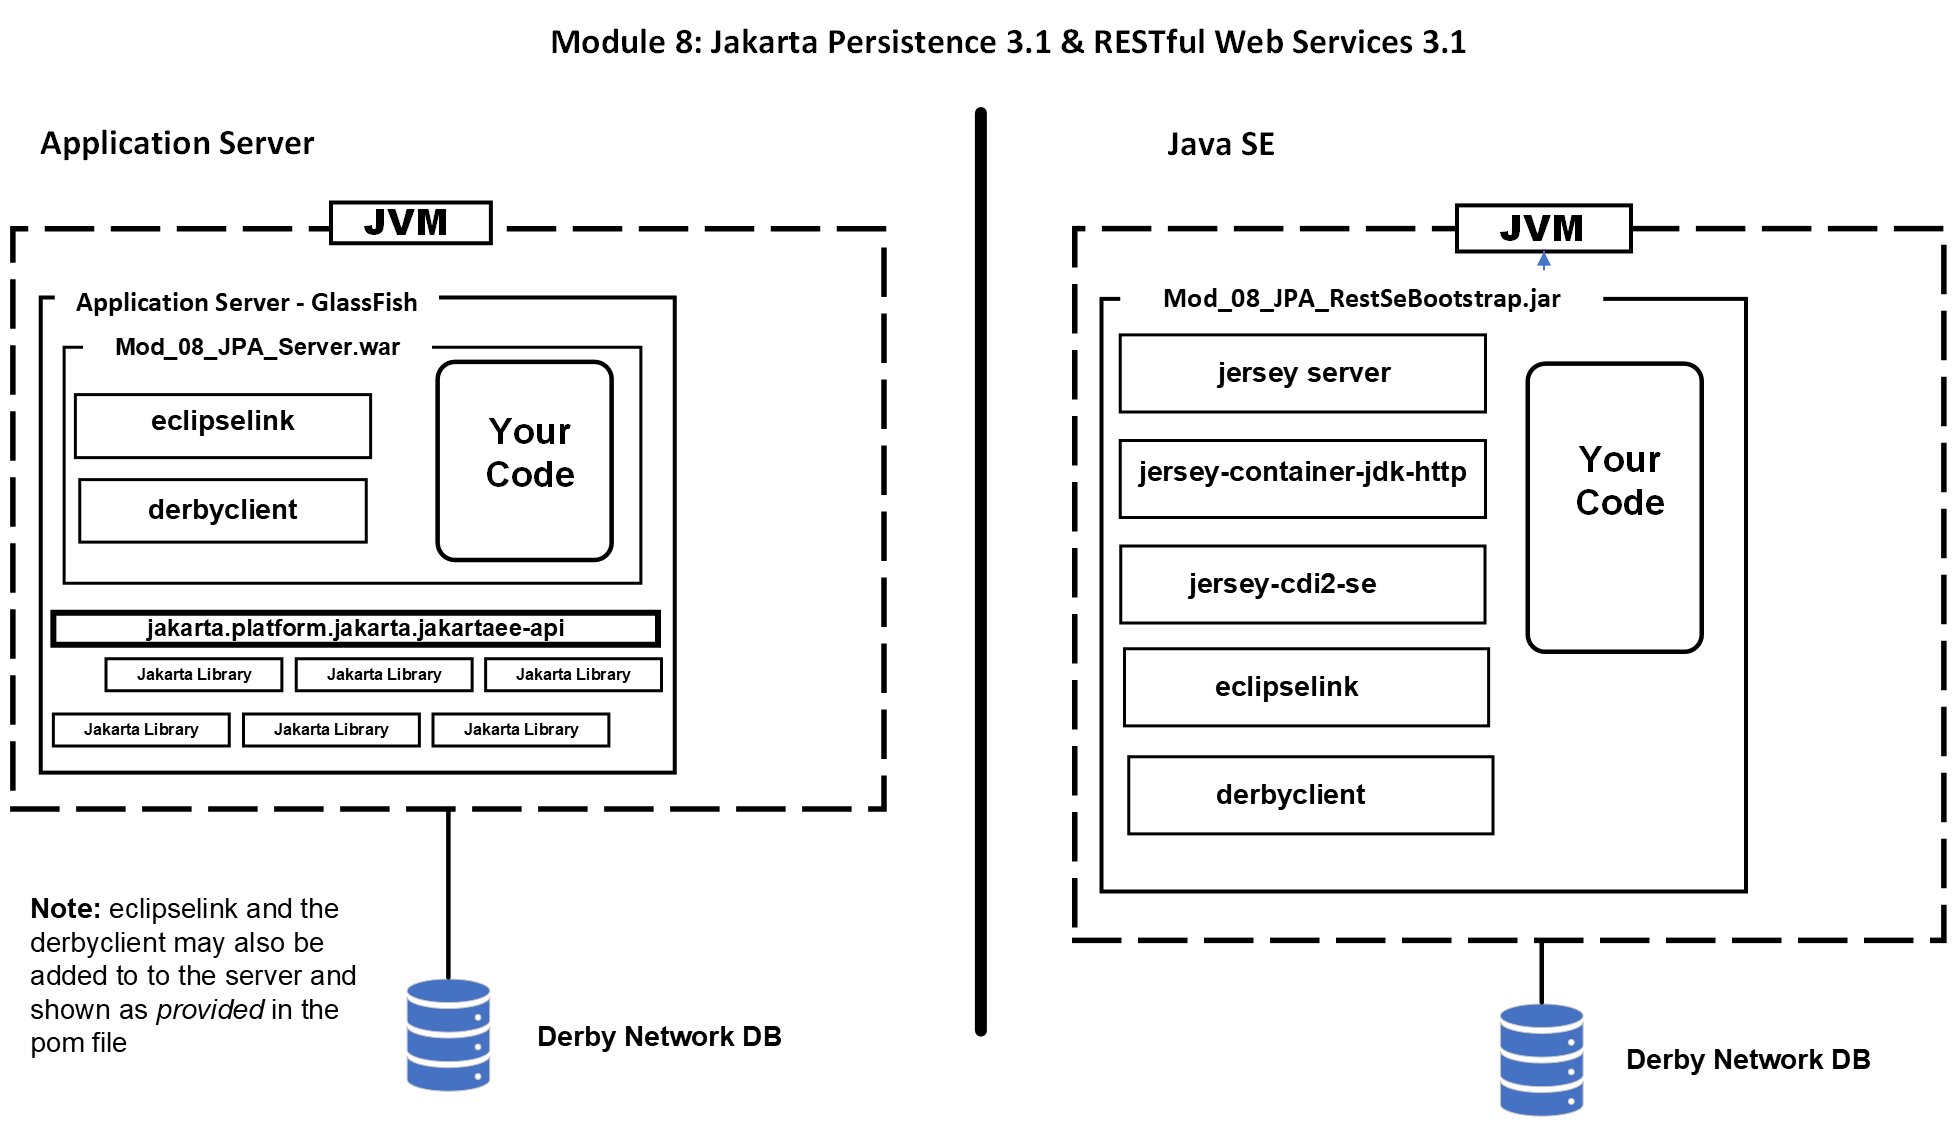 Module 8: Jakarta Persistence 3.1 & RESTful Web Services 3.1
Application Server
JVM
Application Server - GlassFish
Mod_08_JPA_Server.war
eclipselink
derbyclient
Your
Code
jakarta.platform.jakarta.jakartaee-api
Jakarta Library
Jakarta Library
Jakarta Library
Jakarta Library
Jakarta Library
Jakarta Library
Note: eclipselink and the
derbyclient may also be
added to to the server and
shown as provided in the
pom file
Derby Network DB
Java SE
JVM
Mod_08_JPA_RestSeBootstrap.jar
jersey server
jersey-container-jdk-http
jersey-cdi2-se
eclipselink
derbyclient
Your
Code
Derby Network DB